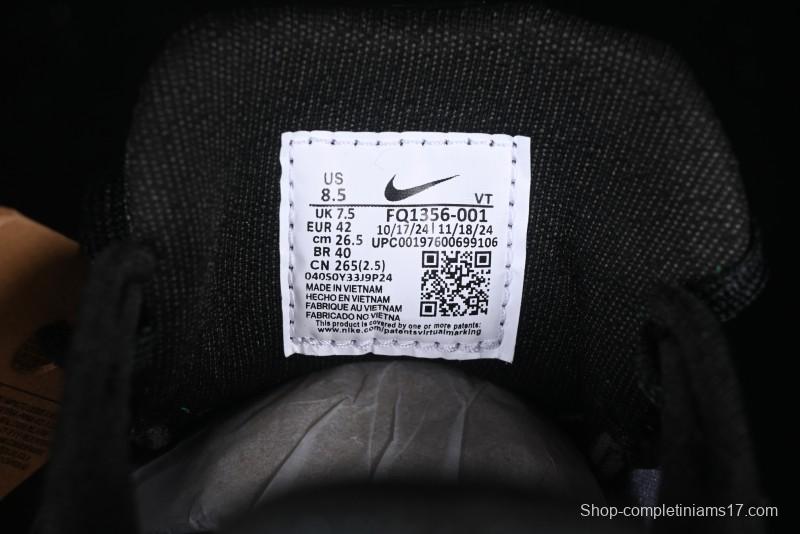 US
8.5
VT
UK 7.5
FQ1356-001
EUR 42
10/17/24 | 11/18/24
cm 26.5
UPC00197600699106
BR 40
CN 265(2.5)
040S0Y33J9P24
MADE IN VIETNAM
HECHO EN VIETNAM
FABRIQUE AU VIETNAM
FABRICADO NO VIETNA
This product is covered by one or more patents:
www.nike.com/patentsvirtualmarking
Shop-completiniams17.com